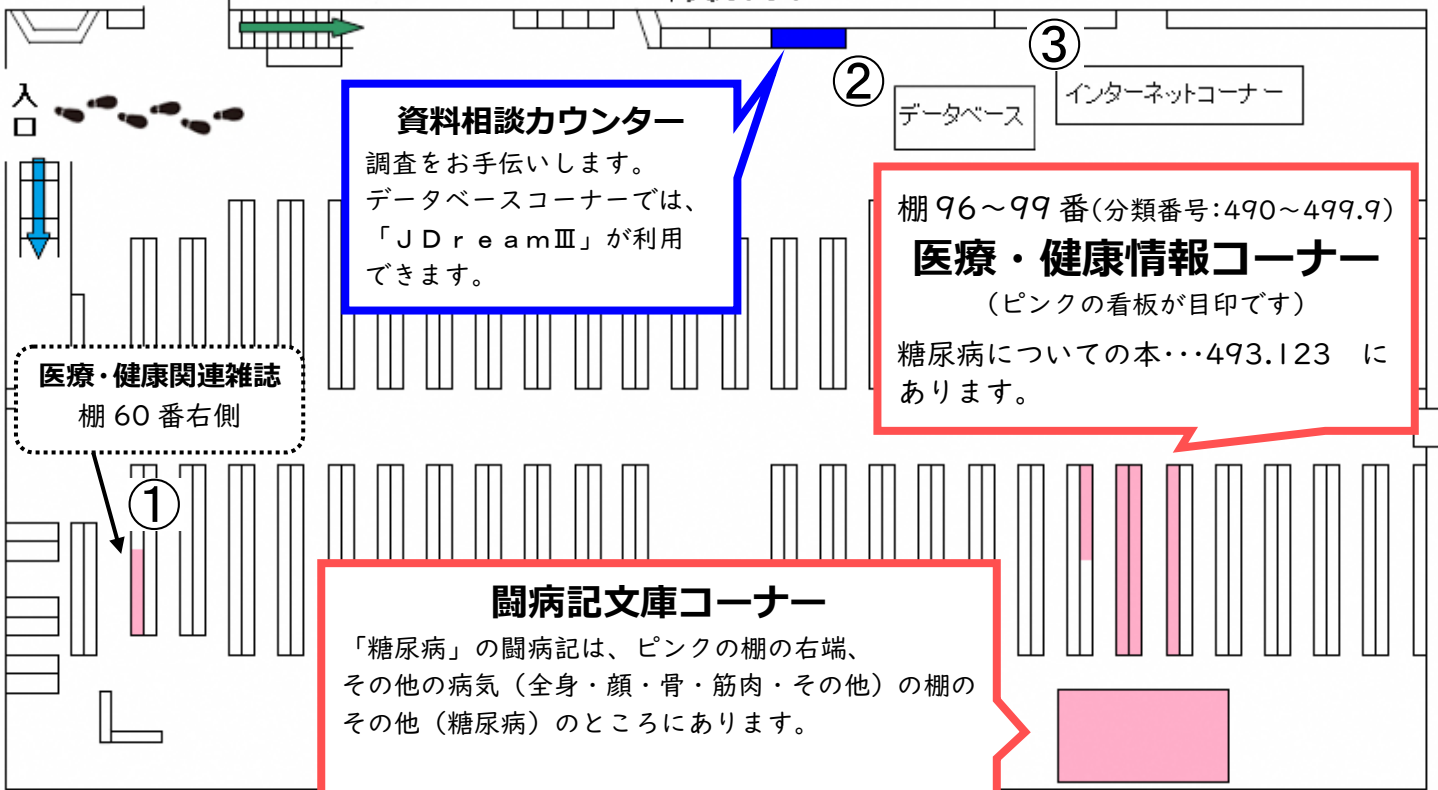 入
口
資料相談カウンター
調査をお手伝いします。
データベースコーナーでは、
「ＪＤｒｅａｍⅢ」が利用
できます。
②
データベース
③
インターネットコーナー
棚 96～99 番(分類番号：490～499.9)
医療・健康情報コーナー
（ピンクの看板が目印です）
糖尿病についての本･･･493.123　に
あります。
医療・健康関連雑誌
棚 60 番右側
①
闘病記文庫コーナー
「糖尿病」の闘病記は、ピンクの棚の右端、
その他の病気（全身・顔・骨・筋肉・その他）の棚の
その他（糖尿病）のところにあります。